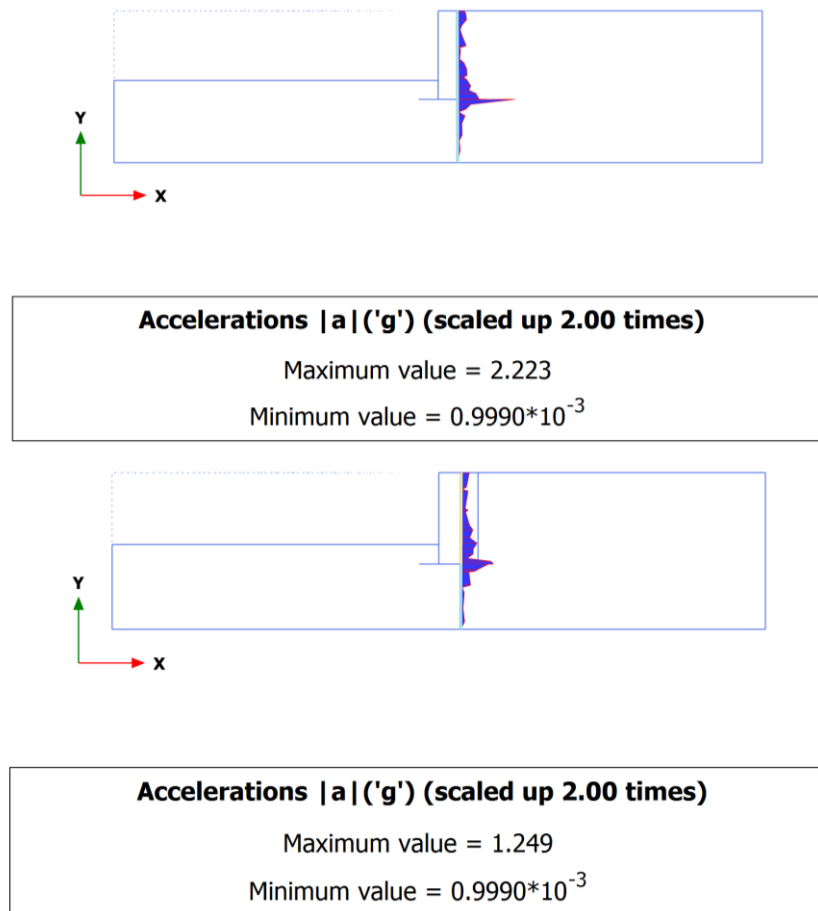 Y
X
Accelerations |a|('g') (scaled up 2.00 times)
Maximum value = 2.223
Minimum value = 0.9990*10⁻³
Y
X
Accelerations |a|('g') (scaled up 2.00 times)
Maximum value = 1.249
Minimum value = 0.9990*10⁻³